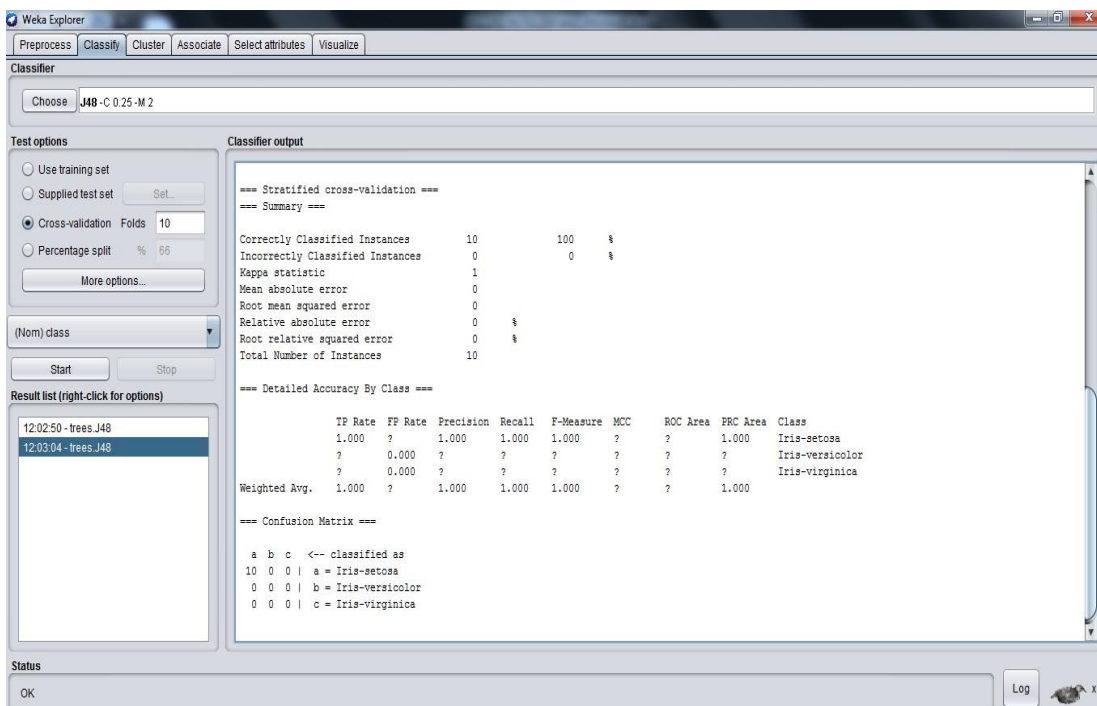 Weka Explorer
Preprocess Classify Cluster Associate Select attributes Visualize
Classifier
Choose J48 -C 0.25 -M 2
Test options
Use training set
Supplied test set Set...
Cross-validation Folds 10
Percentage split % 66
More options...
(Nom) class
Start Stop
Result list (right-click for options)
12:02:50 - trees.J48
12:03:04 - trees.J48
Classifier output
=== Stratified cross-validation ===
=== Summary ===
Correctly Classified Instances 10 100 %
Incorrectly Classified Instances 0 0 %
Kappa statistic 1
Mean absolute error 0
Root mean squared error 0
Relative absolute error 0 %
Root relative squared error 0 %
Total Number of Instances 10
=== Detailed Accuracy By Class ===
TP Rate FP Rate Precision Recall F-Measure MCC ROC Area PRC Area Class
1.000 ? 1.000 1.000 1.000 ? ? 1.000 Iris-setosa
? 0.000 ? ? ? ? ? ? Iris-versicolor
? 0.000 ? ? ? ? ? ? Iris-virginica
Weighted Avg. 1.000 ? 1.000 1.000 1.000 ? ? 1.000
=== Confusion Matrix ===
a b c <-- classified as
10 0 0 | a = Iris-setosa
0 0 0 | b = Iris-versicolor
0 0 0 | c = Iris-virginica
Status
OK
Log
x